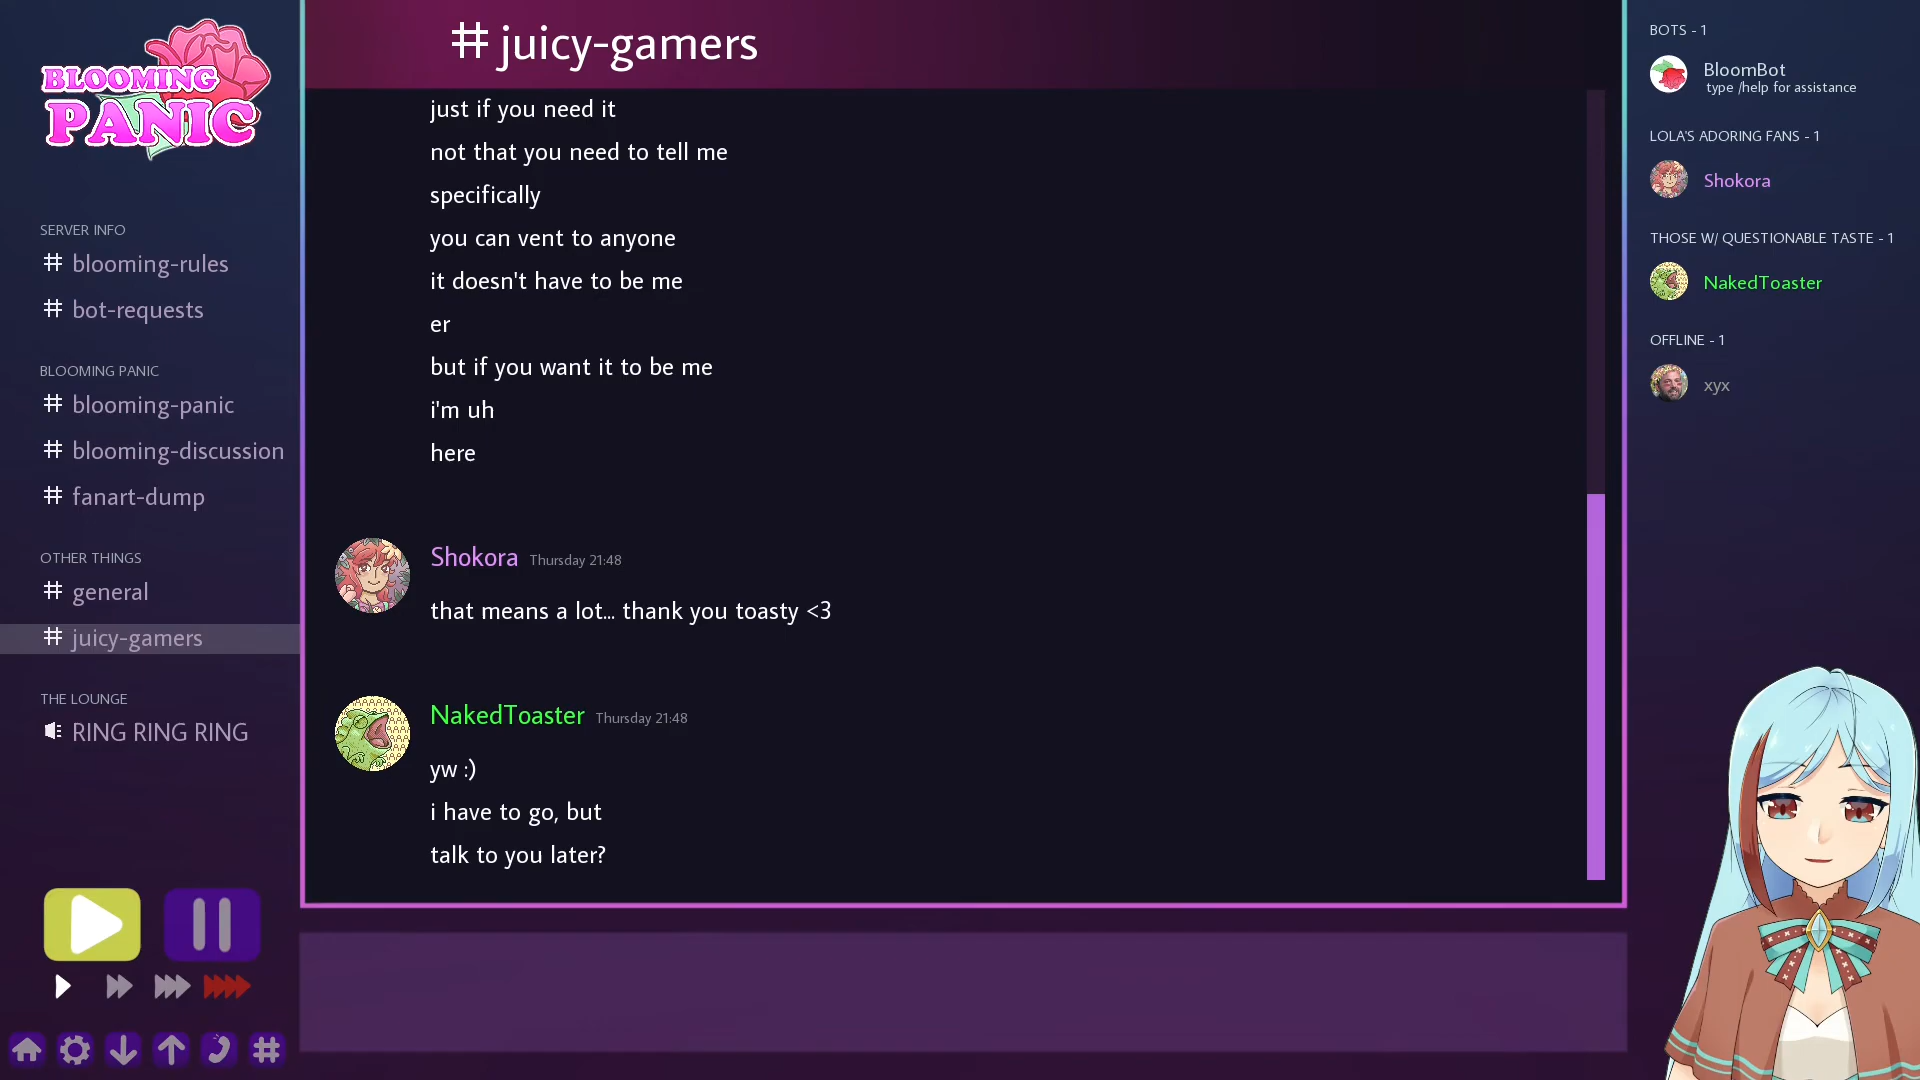 BLOOMING
PANIC
SERVER INFO
# blooming-rules
# bot-requests
BLOOMING PANIC
# blooming-panic
# blooming-discussion
# fanart-dump
OTHER THINGS
# general
# juicy-gamers
THE LOUNGE
RING RING RING
# juicy-gamers
just if you need it
not that you need to tell me
specifically
you can vent to anyone
it doesn't have to be me
er
but if you want it to be me
i'm uh
here
Shokora Thursday 21:48
that means a lot... thank you toasty <3
NakedToaster Thursday 21:48
yw :)
i have to go, but
talk to you later?
BOTS - 1
BloomBot
type /help for assistance
LOLA'S ADORING FANS - 1
Shokora
THOSE W/ QUESTIONABLE TASTE - 1
NakedToaster
OFFLINE - 1
xyx